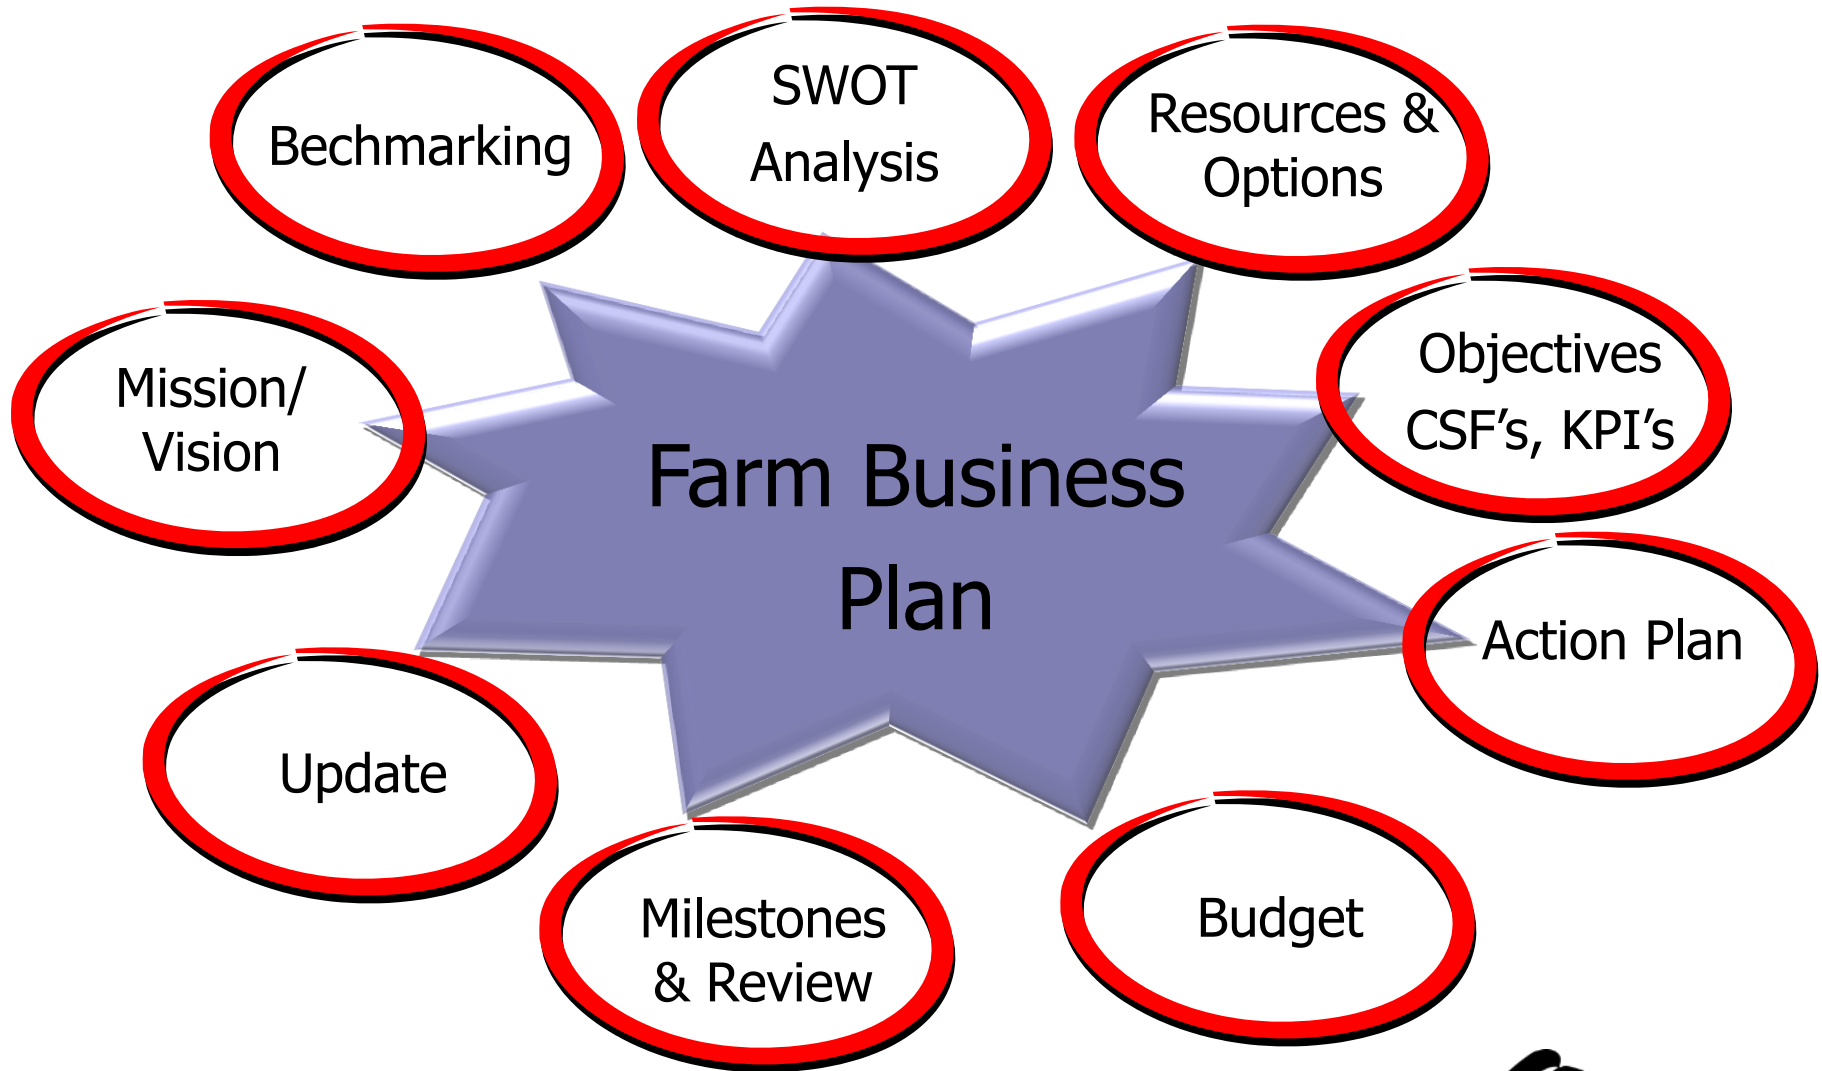 Bechmarking
SWOT
Analysis
Resources &
Options
Mission/
Vision
Objectives
CSF’s, KPI’s
Farm Business
Plan
Action Plan
Update
Milestones
& Review
Budget